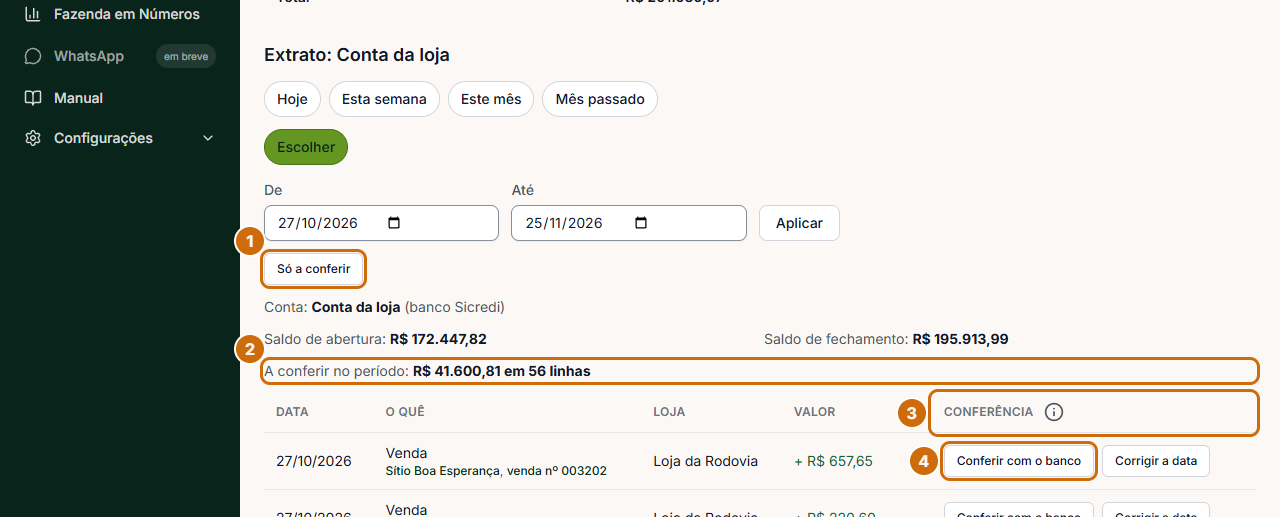 Fazenda em Números
WhatsApp em breve
Manual
Configurações
Extrato: Conta da loja
Hoje Esta semana Este mês Mês passado
Escolher
De Até
27/10/2026 25/11/2026 Aplicar
1
Só a conferir
Conta: Conta da loja (banco Sicredi)
Saldo de abertura: R$ 172.447,82 Saldo de fechamento: R$ 195.913,99
2
A conferir no período: R$ 41.600,81 em 56 linhas
DATA O QUÊ LOJA VALOR 3 CONFERÊNCIA
27/10/2026 Venda Loja da Rodovia + R$ 657,65 4 Conferir com o banco Corrigir a data
Sítio Boa Esperança, venda nº 003202
Venda